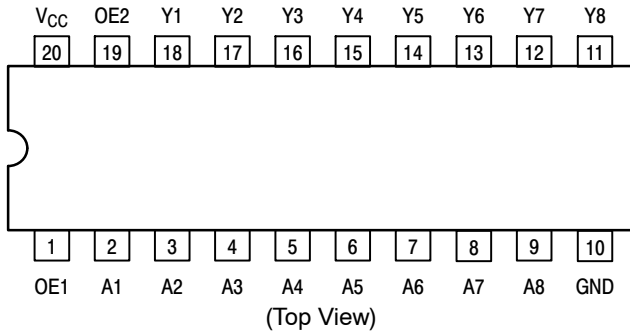 VCC OE2 Y1 Y2 Y3 Y4 Y5 Y6 Y7 Y8
20 19 18 17 16 15 14 13 12 11
1 2 3 4 5 6 7 8 9 10
OE1 A1 A2 A3 A4 A5 A6 A7 A8 GND
(Top View)